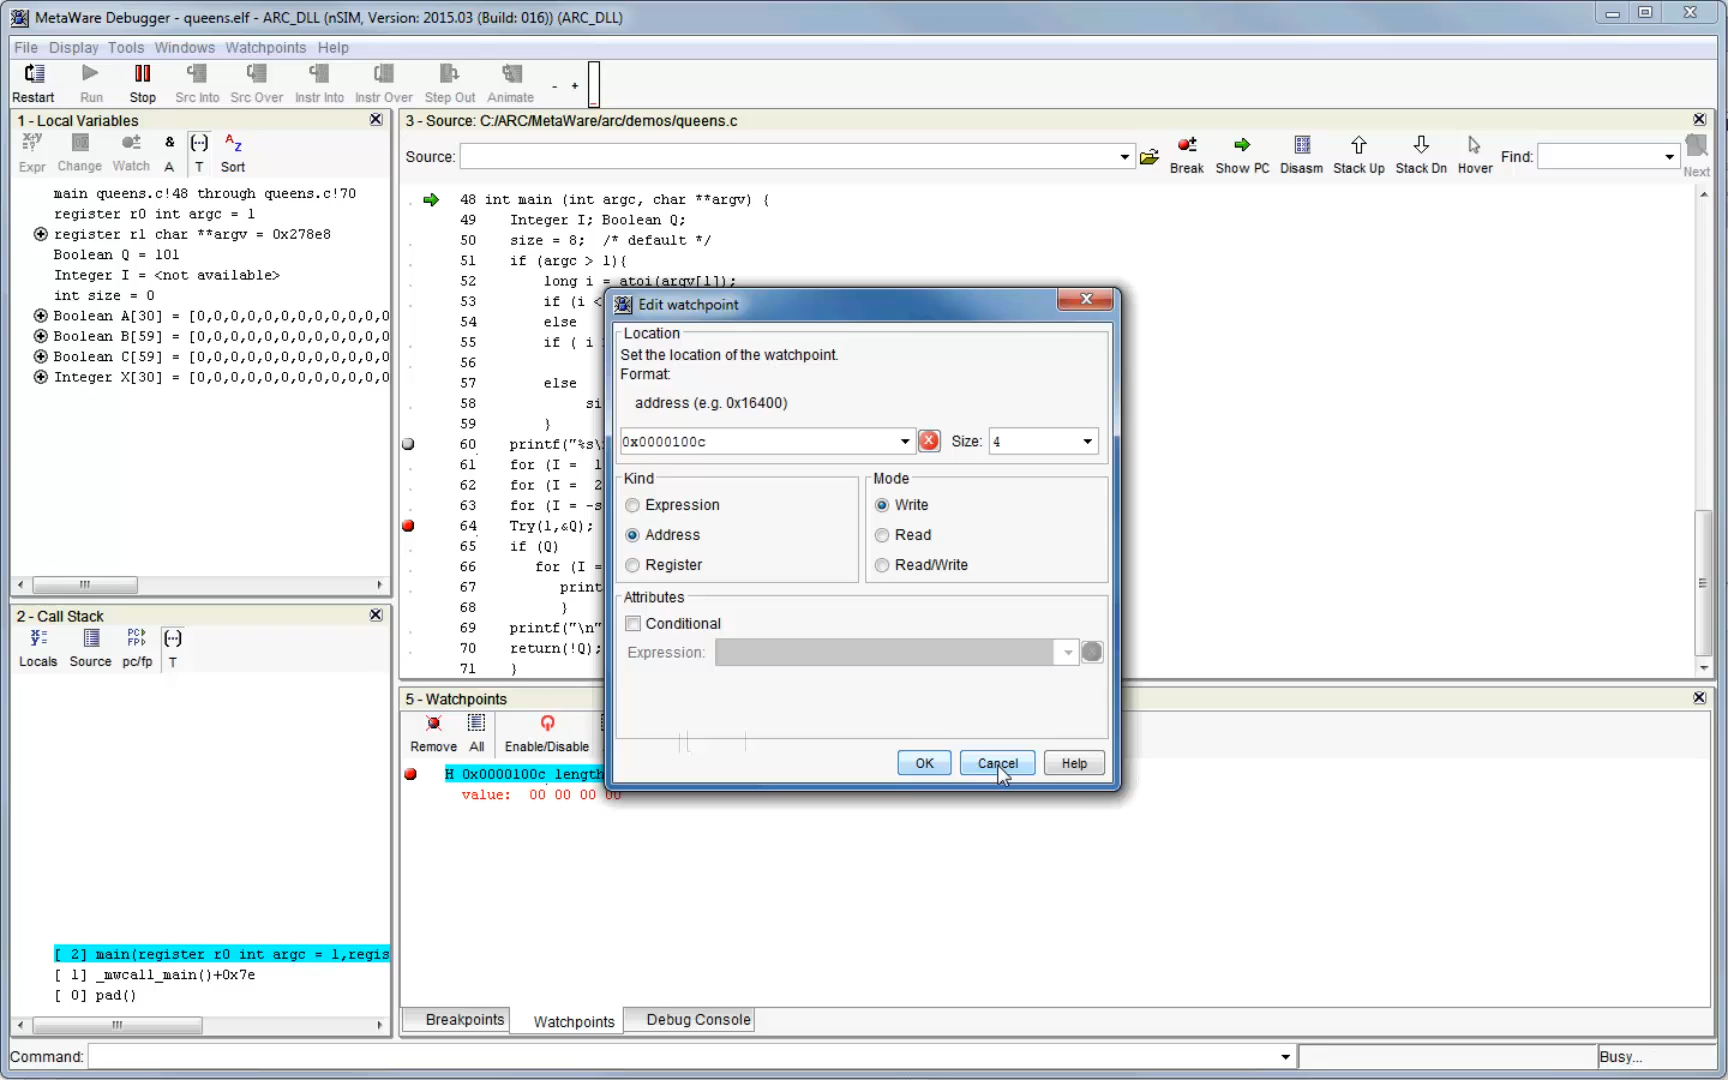 MetaWare Debugger - queens.elf - ARC_DLL (nSIM, Version: 2015.03 (Build: 016)) (ARC_DLL)
File Display Tools Windows Watchpoints Help
Restart Run Stop Src Into Src Over Instr Into Instr Over Step Out Animate - +
1 - Local Variables
Expr Change Watch & A T Sort
main queens.c!48 through queens.c!70
register r0 int argc = 1
register r1 char **argv = 0x278e8
Boolean Q = 101
Integer I = <not available>
int size = 0
Boolean A[30] = [0,0,0,0,0,0,0,0,0,0
Boolean B[59] = [0,0,0,0,0,0,0,0,0,0
Boolean C[59] = [0,0,0,0,0,0,0,0,0,0
Integer X[30] = [0,0,0,0,0,0,0,0,0,0
2 - Call Stack
Locals Source pc/fp T
[ 2] main(register r0 int argc = 1,regis
[ 1] _mwcall_main()+0x7e
[ 0] pad()
3 - Source: C:/ARC/MetaWare/arc/demos/queens.c
Source: Break Show PC Disasm Stack Up Stack Dn Hover Find: Next
48 int main (int argc, char **argv) {
49 Integer I; Boolean Q;
50 size = 8; /* default */
51 if (argc > 1){
52 long i = atoi(argv[1]);
53 if (i <
54 else
55 if ( i
56
57 else
58 si
59 }
60 printf("%s\
61 for (I = 1
62 for (I = 2
63 for (I = -s
64 Try(1,&Q);
65 if (Q)
66 for (I =
67 print
68 }
69 printf("\n"
70 return(!Q);
71 }
Edit watchpoint
Location
Set the location of the watchpoint.
Format:
address (e.g. 0x16400)
0x0000100c Size: 4
Kind
Expression
Address
Register
Mode
Write
Read
Read/Write
Attributes
Conditional
Expression:
OK Cancel Help
5 - Watchpoints
Remove All Enable/Disable
H 0x0000100c length
value: 00 00 00 00
Breakpoints Watchpoints Debug Console
Command: Busy...